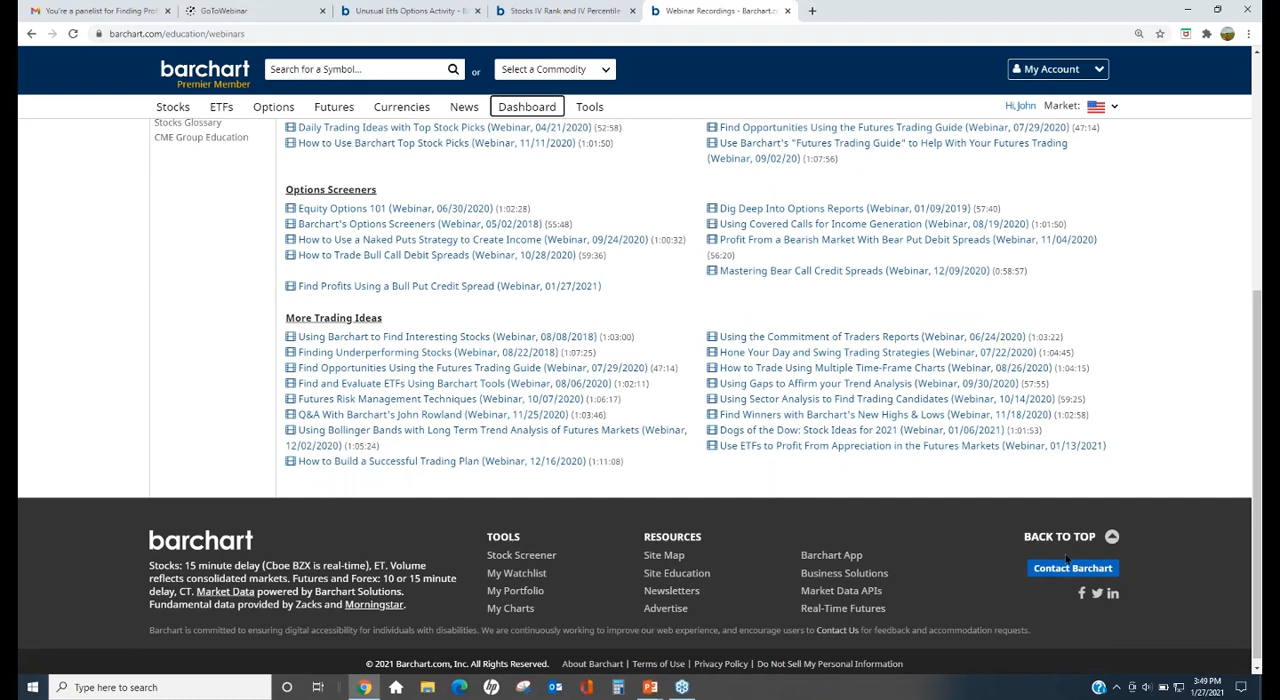 You're a panelist for Finding Pro
GoToWebinar
Unusual Etfs Options Activity - B
Stocks IV Rank and IV Percentile
Webinar Recordings - Barchart.c
barchart.com/education/webinars
barchart
Premier Member
Search for a Symbol...
or
Select a Commodity
My Account
Stocks
ETFs
Options
Futures
Currencies
News
Dashboard
Tools
Hi, John
Market:
Stocks Glossary
CME Group Education
Daily Trading Ideas with Top Stock Picks (Webinar, 04/21/2020) (52:58)
How to Use Barchart Top Stock Picks (Webinar, 11/11/2020) (1:01:50)
Find Opportunities Using the Futures Trading Guide (Webinar, 07/29/2020) (47:14)
Use Barchart's "Futures Trading Guide" to Help With Your Futures Trading
(Webinar, 09/02/20) (1:07:56)
Options Screeners
Equity Options 101 (Webinar, 06/30/2020) (1:02:28)
Barchart's Options Screeners (Webinar, 05/02/2018) (55:48)
How to Use a Naked Puts Strategy to Create Income (Webinar, 09/24/2020) (1:00:32)
How to Trade Bull Call Debit Spreads (Webinar, 10/28/2020) (59:36)
Find Profits Using a Bull Put Credit Spread (Webinar, 01/27/2021)
Dig Deep Into Options Reports (Webinar, 01/09/2019) (57:40)
Using Covered Calls for Income Generation (Webinar, 08/19/2020) (1:01:50)
Profit From a Bearish Market With Bear Put Debit Spreads (Webinar, 11/04/2020)
(56:20)
Mastering Bear Call Credit Spreads (Webinar, 12/09/2020) (0:58:57)
More Trading Ideas
Using Barchart to Find Interesting Stocks (Webinar, 08/08/2018) (1:03:00)
Finding Underperforming Stocks (Webinar, 08/22/2018) (1:07:25)
Find Opportunities Using the Futures Trading Guide (Webinar, 07/29/2020) (47:14)
Find and Evaluate ETFs Using Barchart Tools (Webinar, 08/06/2020) (1:02:11)
Futures Risk Management Techniques (Webinar, 10/07/2020) (1:06:17)
Q&A With Barchart's John Rowland (Webinar, 11/25/2020) (1:03:46)
Using Bollinger Bands with Long Term Trend Analysis of Futures Markets (Webinar,
12/02/2020) (1:05:24)
How to Build a Successful Trading Plan (Webinar, 12/16/2020) (1:11:08)
Using the Commitment of Traders Reports (Webinar, 06/24/2020) (1:03:22)
Hone Your Day and Swing Trading Strategies (Webinar, 07/22/2020) (1:04:45)
How to Trade Using Multiple Time-Frame Charts (Webinar, 08/26/2020) (1:04:15)
Using Gaps to Affirm your Trend Analysis (Webinar, 09/30/2020) (57:55)
Using Sector Analysis to Find Trading Candidates (Webinar, 10/14/2020) (59:25)
Find Winners with Barchart's New Highs & Lows (Webinar, 11/18/2020) (1:02:58)
Dogs of the Dow: Stock Ideas for 2021 (Webinar, 01/06/2021) (1:01:53)
Use ETFs to Profit From Appreciation in the Futures Markets (Webinar, 01/13/2021)
barchart
Stocks: 15 minute delay (Cboe BZX is real-time), ET. Volume
reflects consolidated markets. Futures and Forex: 10 or 15 minute
delay, CT. Market Data powered by Barchart Solutions.
Fundamental data provided by Zacks and Morningstar.
TOOLS
Stock Screener
My Watchlist
My Portfolio
My Charts
RESOURCES
Site Map
Site Education
Newsletters
Advertise
Barchart App
Business Solutions
Market Data APIs
Real-Time Futures
BACK TO TOP
Contact Barchart
Barchart is committed to ensuring digital accessibility for individuals with disabilities. We are continuously working to improve our web experience, and encourage users to Contact Us for feedback and accommodation requests.
© 2021 Barchart.com, Inc. All Rights Reserved. About Barchart | Terms of Use | Privacy Policy | Do Not Sell My Personal Information
Type here to search
3:49 PM
1/27/2021